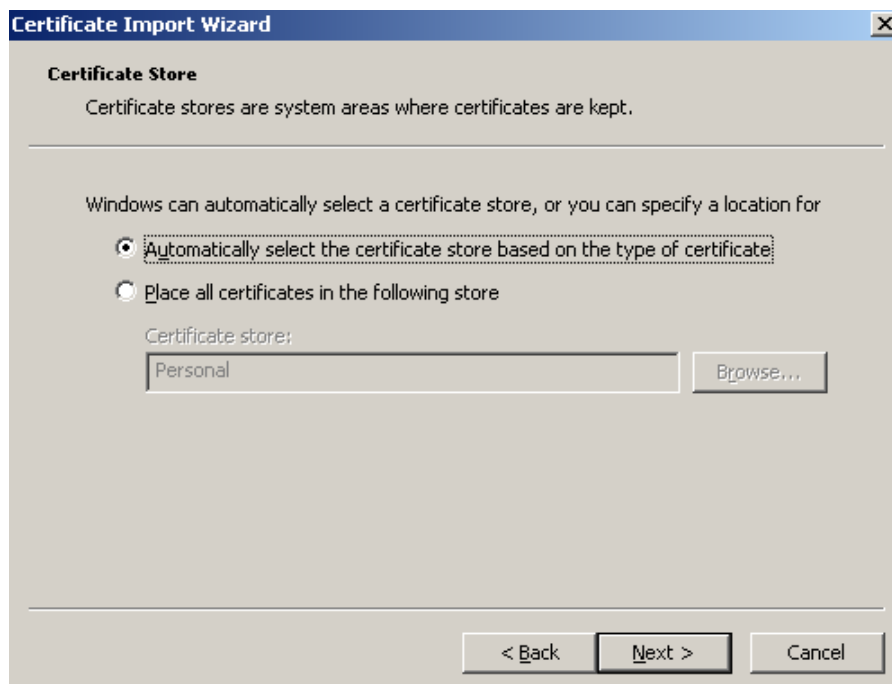 Certificate Import Wizard
Certificate Store
Certificate stores are system areas where certificates are kept.
Windows can automatically select a certificate store, or you can specify a location for
Automatically select the certificate store based on the type of certificate
Place all certificates in the following store
Certificate store:
Personal
Browse...
< Back
Next >
Cancel